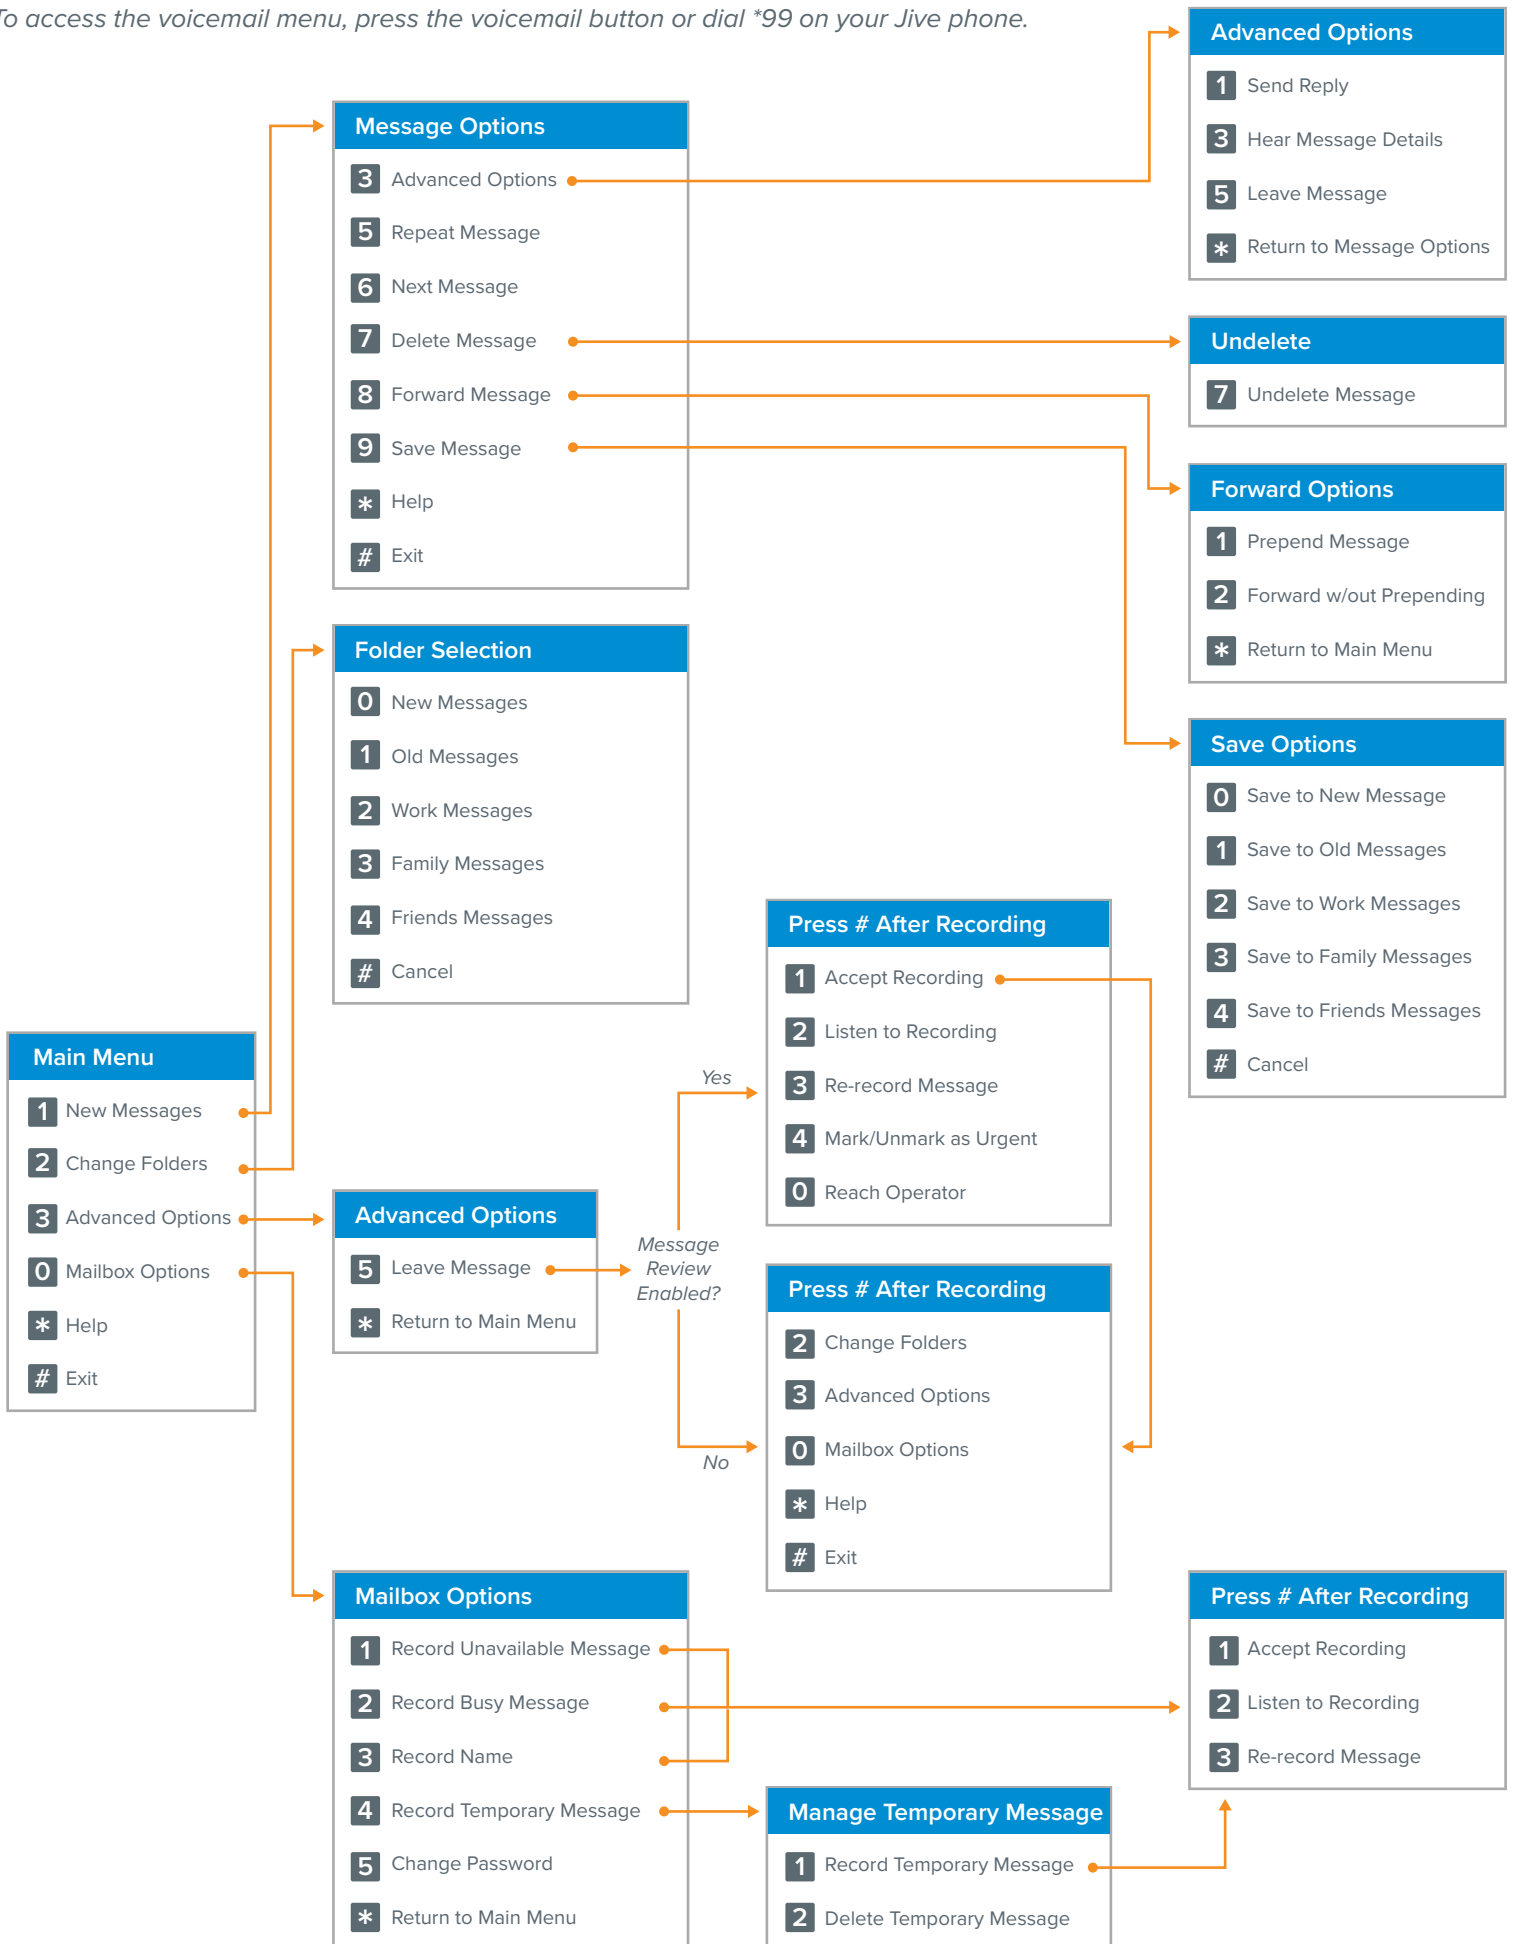 To access the voicemail menu, press the voicemail button or dial *99 on your Jive phone.
Main Menu
1 New Messages
2 Change Folders
3 Advanced Options
0 Mailbox Options
* Help
# Exit
Message Options
3 Advanced Options
5 Repeat Message
6 Next Message
7 Delete Message
8 Forward Message
9 Save Message
* Help
# Exit
Advanced Options
1 Send Reply
3 Hear Message Details
5 Leave Message
* Return to Message Options
Undelete
7 Undelete Message
Forward Options
1 Prepend Message
2 Forward w/out Prepending
* Return to Main Menu
Save Options
0 Save to New Message
1 Save to Old Messages
2 Save to Work Messages
3 Save to Family Messages
4 Save to Friends Messages
# Cancel
Folder Selection
0 New Messages
1 Old Messages
2 Work Messages
3 Family Messages
4 Friends Messages
# Cancel
Advanced Options
5 Leave Message
* Return to Main Menu
Message
Review
Enabled?
Yes
Press # After Recording
1 Accept Recording
2 Listen to Recording
3 Re-record Message
4 Mark/Unmark as Urgent
0 Reach Operator
No
Press # After Recording
2 Change Folders
3 Advanced Options
0 Mailbox Options
* Help
# Exit
Mailbox Options
1 Record Unavailable Message
2 Record Busy Message
3 Record Name
4 Record Temporary Message
5 Change Password
* Return to Main Menu
Manage Temporary Message
1 Record Temporary Message
2 Delete Temporary Message
Press # After Recording
1 Accept Recording
2 Listen to Recording
3 Re-record Message